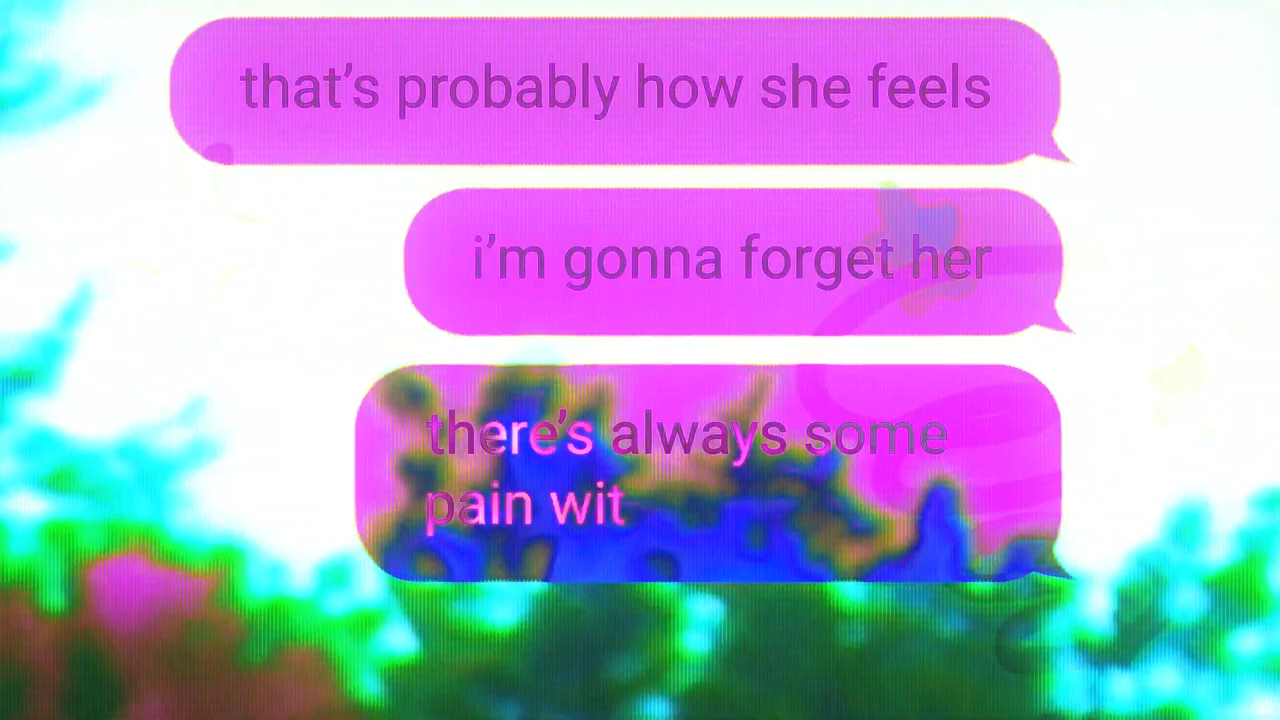 that’s probably how she feels
i’m gonna forget her
there’s always some
pain wit